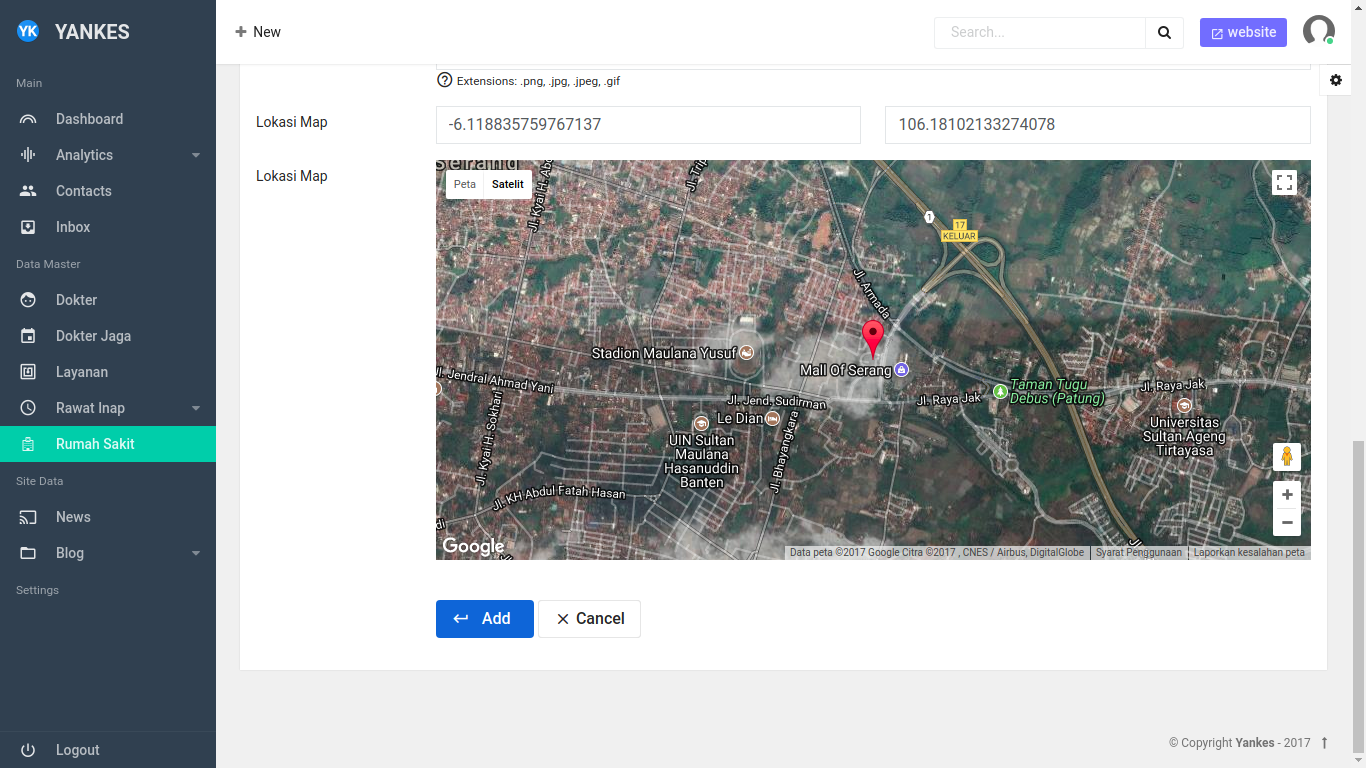 YK YANKES
Main
Dashboard
Analytics
Contacts
Inbox
Data Master
Dokter
Dokter Jaga
Layanan
Rawat Inap
Rumah Sakit
Site Data
News
Blog
Settings
Logout
New
Search...
website
Extensions: .png, .jpg, .jpeg, .gif
Lokasi Map
-6.118835759767137
106.18102133274078
Lokasi Map
Peta
Satelit
Jl. Kyai H. Abd
Jl. Trip
1
17
KELUAR
Jl. Armada
Stadion Maulana Yusuf
Mall Of Serang
Jl. Jendral Ahmad Yani
Jl. Jend. Sudirman
Jl. Raya Jak
Taman Tugu
Debus (Patung)
Jl. Raya Jak
Le Dian
UIN Sultan
Maulana
Hasanuddin
Banten
Universitas
Sultan Ageng
Tirtayasa
Jl. Kyai H. Sokhari
Jl. Bhayangkara
Jl. KH Abdul Fatah Hasan
Google
Data peta ©2017 Google Citra ©2017 , CNES / Airbus, DigitalGlobe
Syarat Penggunaan
Laporkan kesalahan peta
Add
Cancel
© Copyright Yankes - 2017